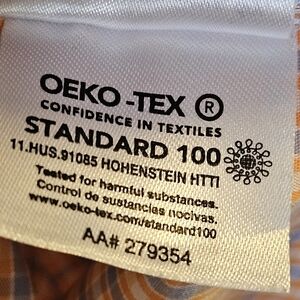 OEKO-TEX ®
CONFIDENCE IN TEXTILES
STANDARD 100
11.HUS.91085 HOHENSTEIN HTTI
Tested for harmful substances.
Control de sustancias nocivas.
www.oeko-tex.com/standard100
AA# 279354